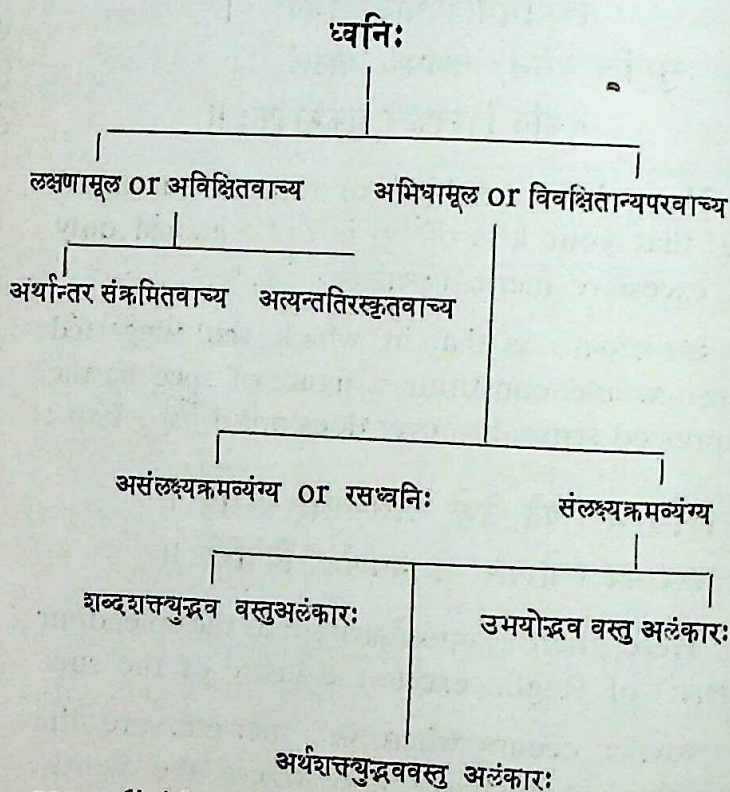 ध्वनिः
लक्षणामूल or अविक्षितवाच्य अभिधामूल or विवक्षितान्यपरवाच्य
अर्थान्तर संक्रमितवाच्य अत्यन्ततिरस्कृतवाच्य
असंलक्ष्यक्रमव्यंग्य or रसध्वनिः
संलक्ष्यक्रमव्यंग्य
शब्दशक्त्युद्भव वस्तुअलंकारः
उभयोद्भव वस्तु अलंकारः
अर्थशक्त्युद्भववस्तु अलंकारः